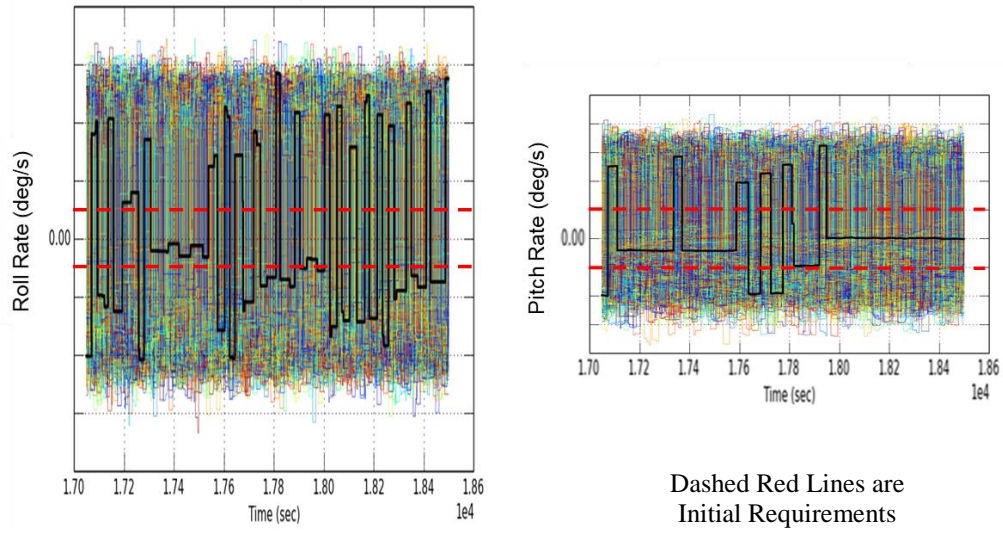 Roll Rate (deg/s)
0.00
1.70 1.72 1.74 1.76 1.78 1.80 1.82 1.84 1.86
1e4
Time (sec)
Pitch Rate (deg/s)
0.00
1.70 1.72 1.74 1.76 1.78 1.80 1.82 1.84 1.86
1e4
Time (sec)
Dashed Red Lines are
Initial Requirements